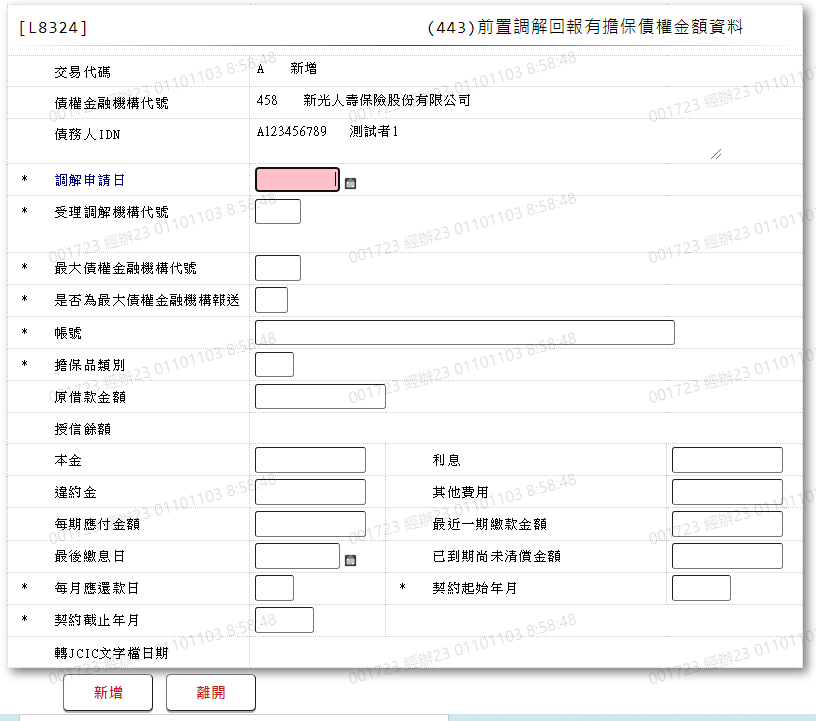 [L8324] (443)前置調解回報有擔保債權金額資料
交易代碼 A 新增
債權金融機構代號 458 新光人壽保險股份有限公司
債務人IDN A123456789 測試者1
* 調解申請日
* 受理調解機構代號
* 最大債權金融機構代號
* 是否為最大債權金融機構報送
* 帳號
* 擔保品類別
原借款金額
授信餘額
本金 利息
違約金 其他費用
每期應付金額 最近一期繳款金額
最後繳息日 已到期尚未清償金額
* 每月應還款日 * 契約起始年月
* 契約截止年月
轉JCIC文字檔日期
新增 離開
001723 經辦23 01101103 8:58:48